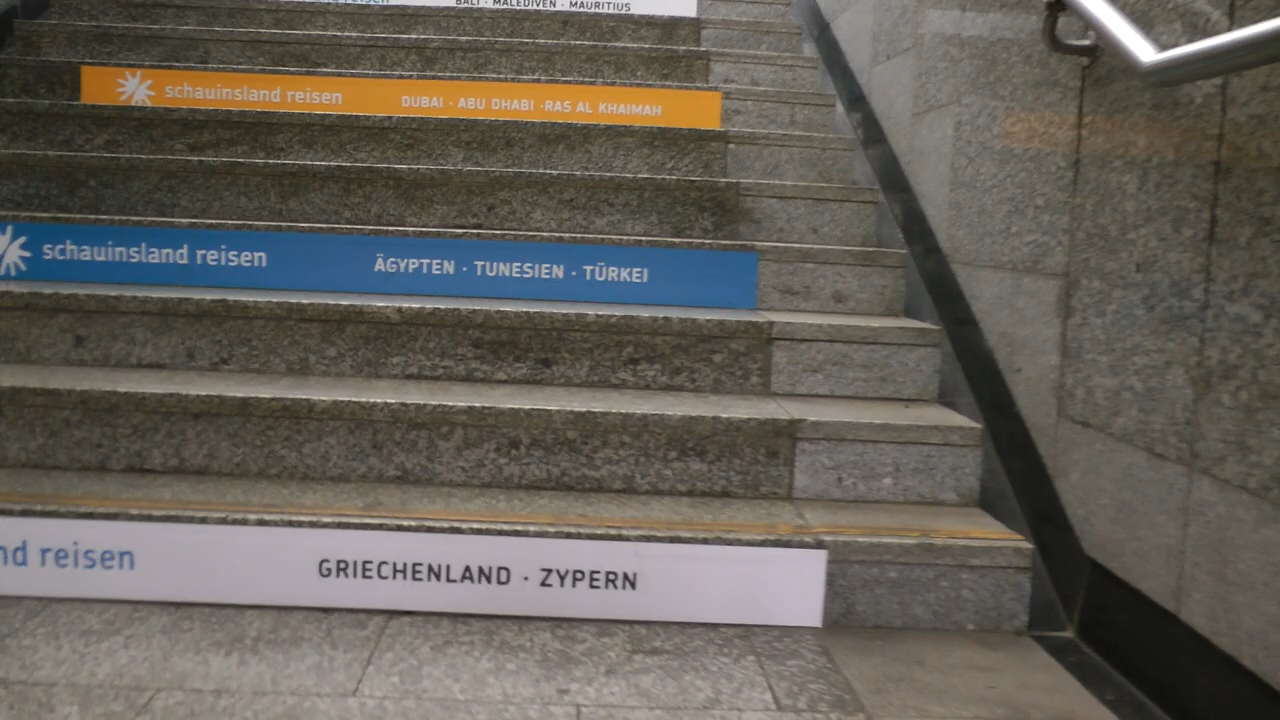 reisen BALI · MALEDIVEN · MAURITIUS
schauinsland reisen DUBAI · ABU DHABI · RAS AL KHAIMAH
schauinsland reisen ÄGYPTEN · TUNESIEN · TÜRKEI
nd reisen GRIECHENLAND · ZYPERN